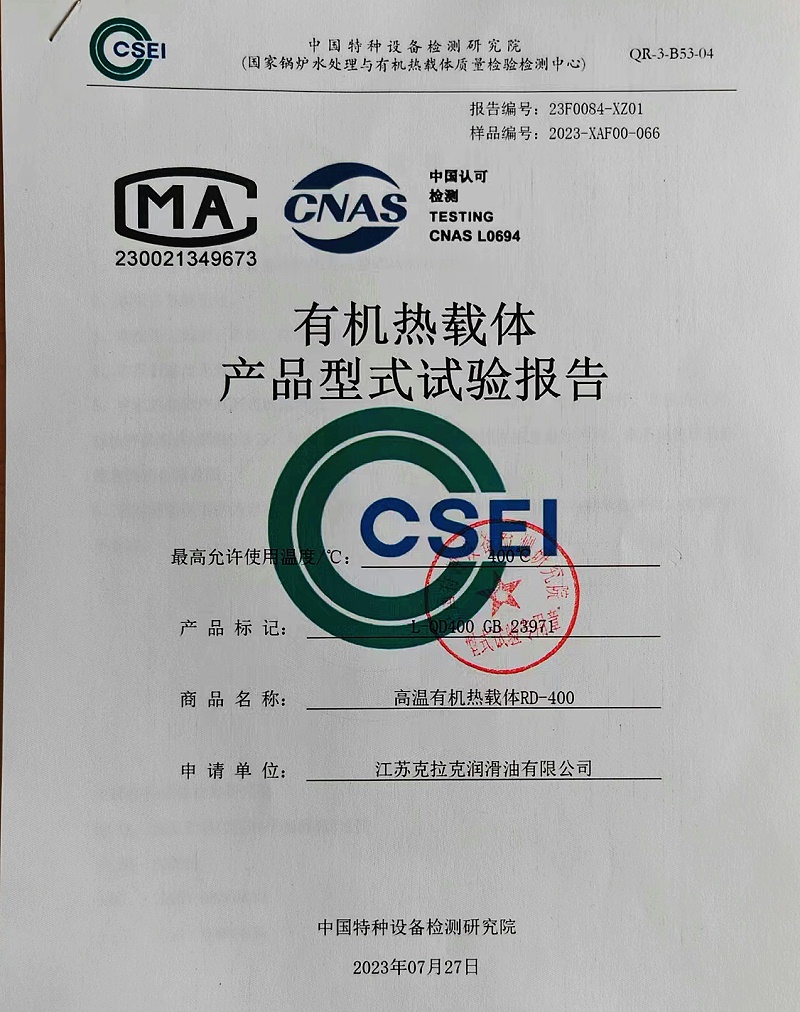 CSEI
中国特种设备检测研究院
(国家锅炉水处理与有机热载体质量检验检测中心)
QR-3-B53-04
报告编号：23F0084-XZ01
样品编号：2023-XAF00-066
MA
230021349673
CNAS
中国认可
检测
TESTING
CNAS L0694
有机热载体
产品型式试验报告
CSEI
最高允许使用温度/℃：400℃
产品标记：L-QD400 GB 23971
商品名称：高温有机热载体RD-400
申请单位：江苏克拉克润滑油有限公司
中国特种设备检测研究院
2023年07月27日